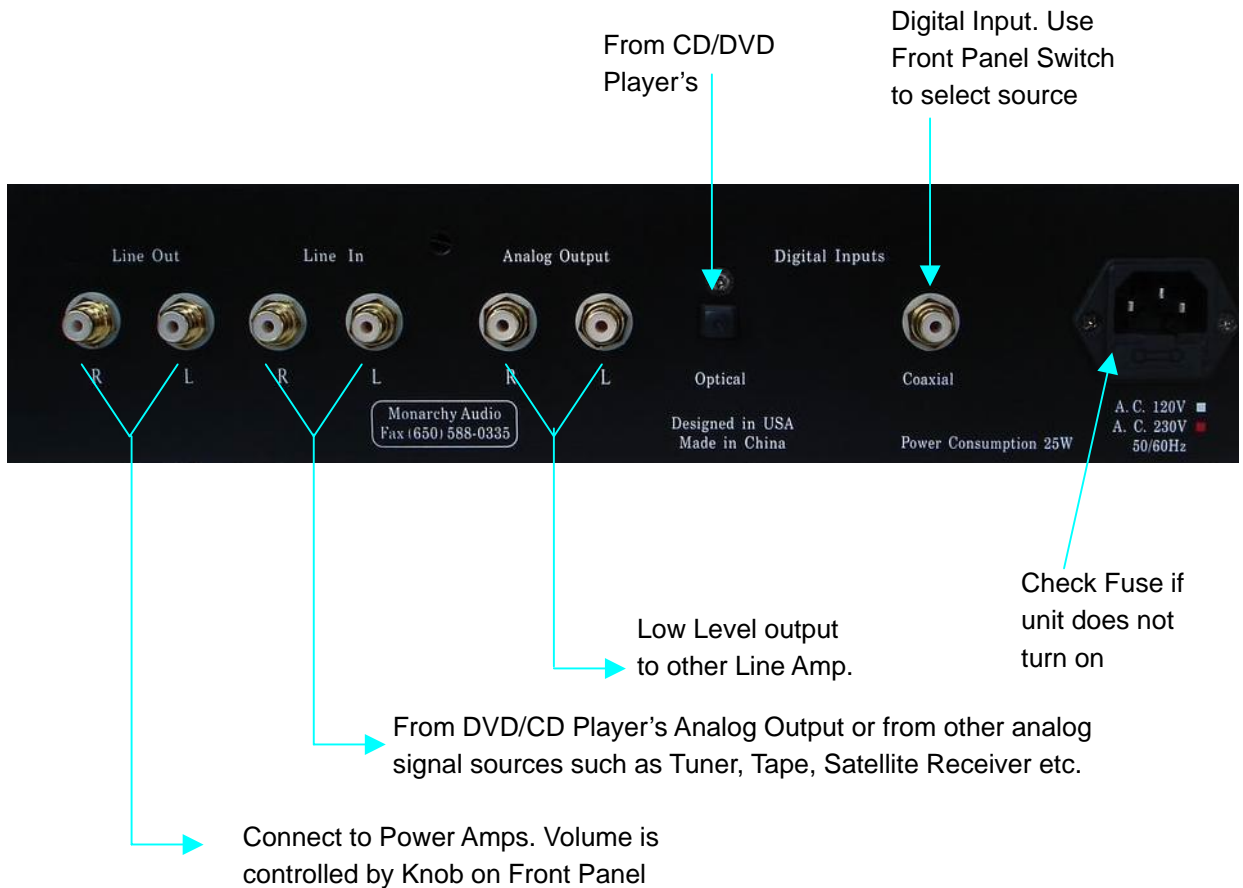 From CD/DVD
Player's
Digital Input. Use
Front Panel Switch
to select source
Line Out
Line In
Analog Output
Digital Inputs
R
L
R
L
R
L
Optical
Coaxial
Monarchy Audio
Fax (650) 588-0335
Designed in USA
Made in China
Power Consumption 25W
A.C. 120V
A.C. 230V
50/60Hz
Check Fuse if
unit does not
turn on
Low Level output
to other Line Amp.
From DVD/CD Player's Analog Output or from other analog
signal sources such as Tuner, Tape, Satellite Receiver etc.
Connect to Power Amps. Volume is
controlled by Knob on Front Panel